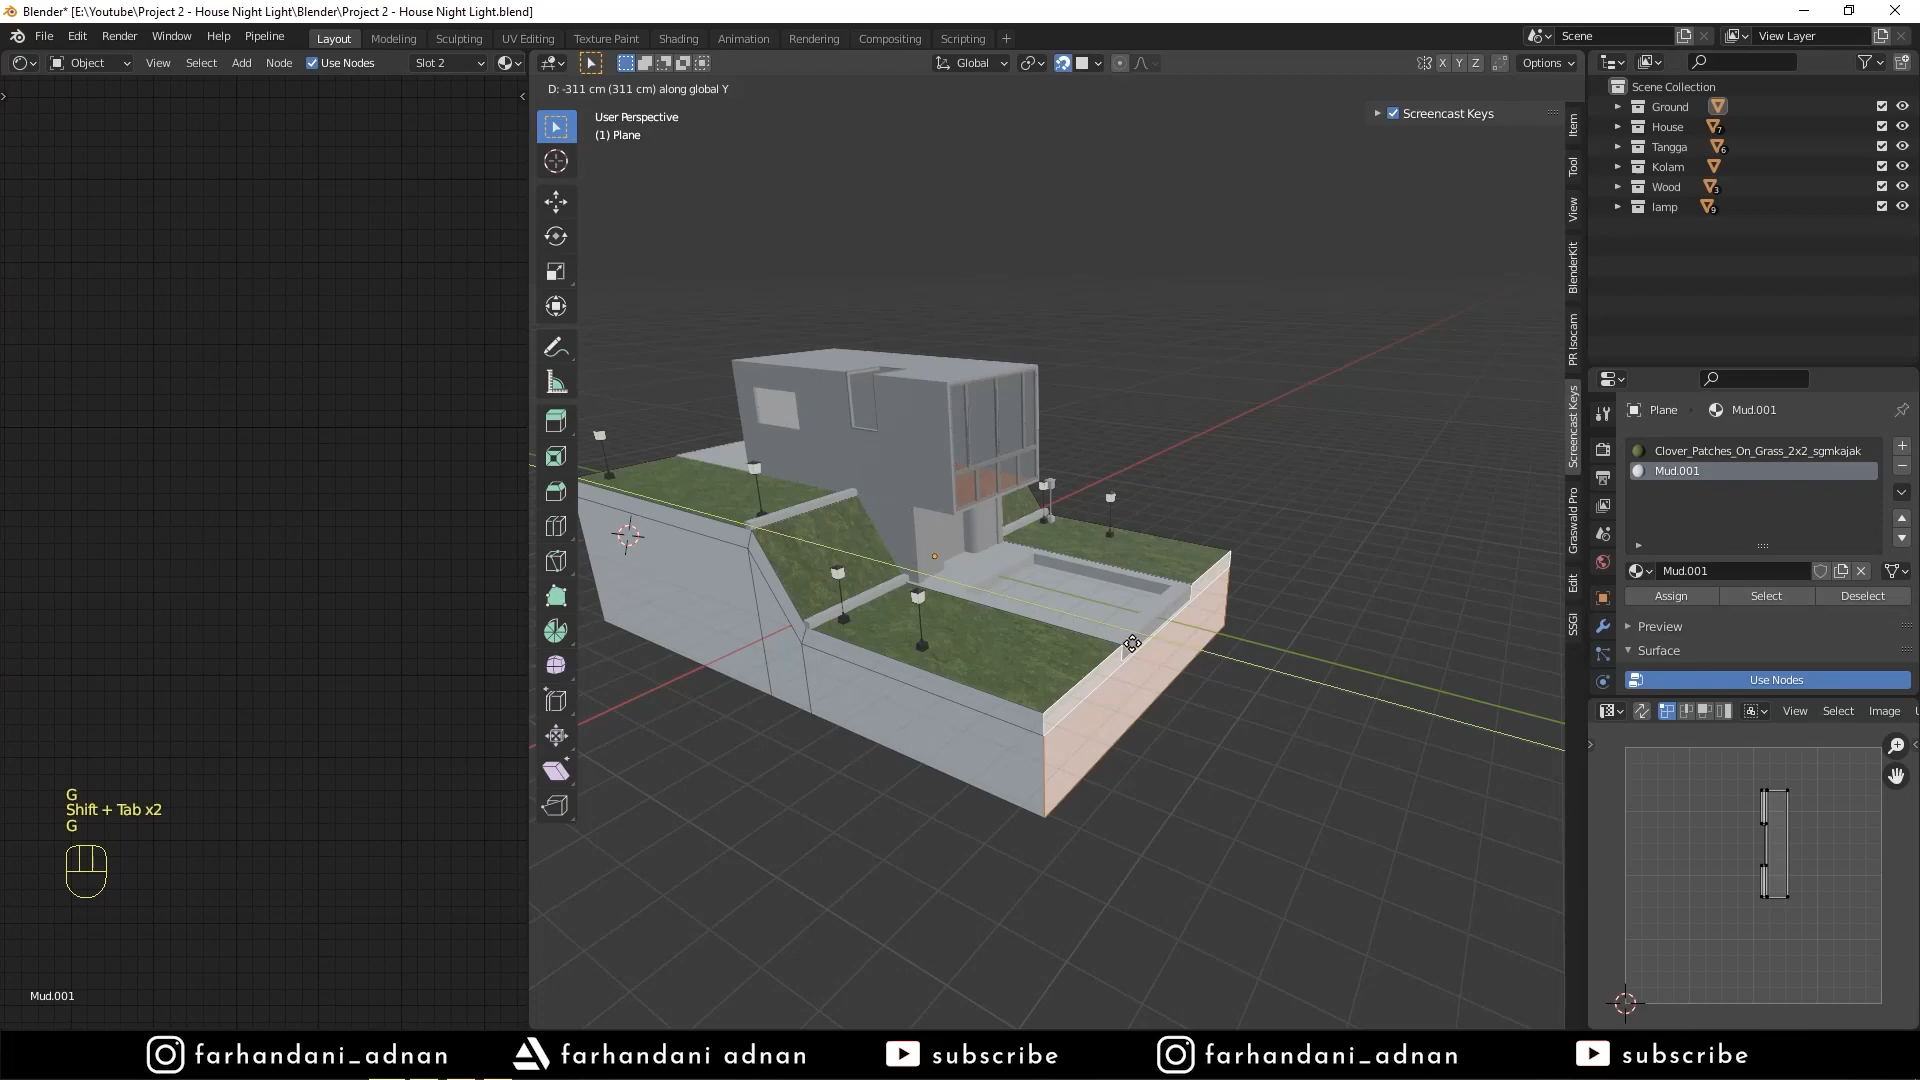 Blender* [E:\Youtube\Project 2 - House Night Light\Blender\Project 2 - House Night Light.blend]
File Edit Render Window Help Pipeline Layout Modeling Sculpting UV Editing Texture Paint Shading Animation Rendering Compositing Scripting + Scene View Layer
Object View Select Add Node Use Nodes Slot 2 Global X Y Z Options
D: -311 cm (311 cm) along global Y
User Perspective
(1) Plane
Screencast Keys
Item
Tool
View
BlenderKit
PR Isocam
Screencast Keys
Graswald Pro
Edit
SSGI
Scene Collection
Ground
House 7
Tangga 6
Kolam
Wood 3
lamp 9
Plane Mud.001
Clover_Patches_On_Grass_2x2_sgmkajak
Mud.001
Mud.001
Assign Select Deselect
Preview
Surface
Use Nodes
View Select Image
G
Shift + Tab x2
G
Mud.001
farhandani_adnan farhandani adnan subscribe farhandani_adnan subscribe